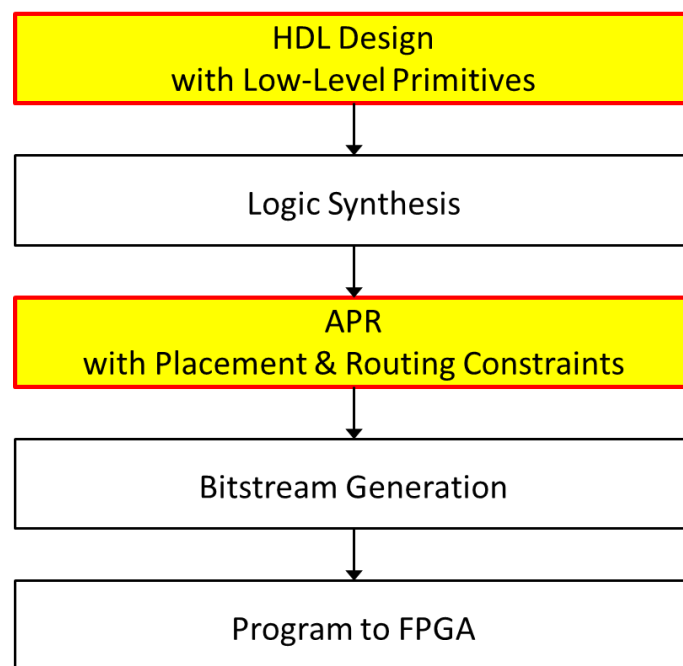 HDL Design
with Low-Level Primitives
Logic Synthesis
APR
with Placement & Routing Constraints
Bitstream Generation
Program to FPGA